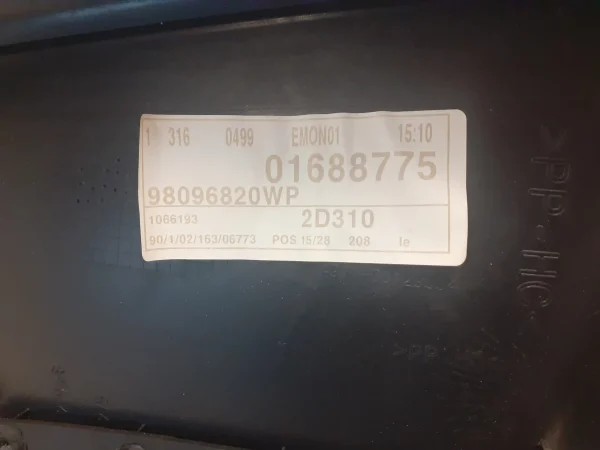 1 316 0499 EMON01 15:10
01688775
98096820WP
1066193 2D310
90/1/02/163/06773 POS 15/28 208 le
>PP-HC